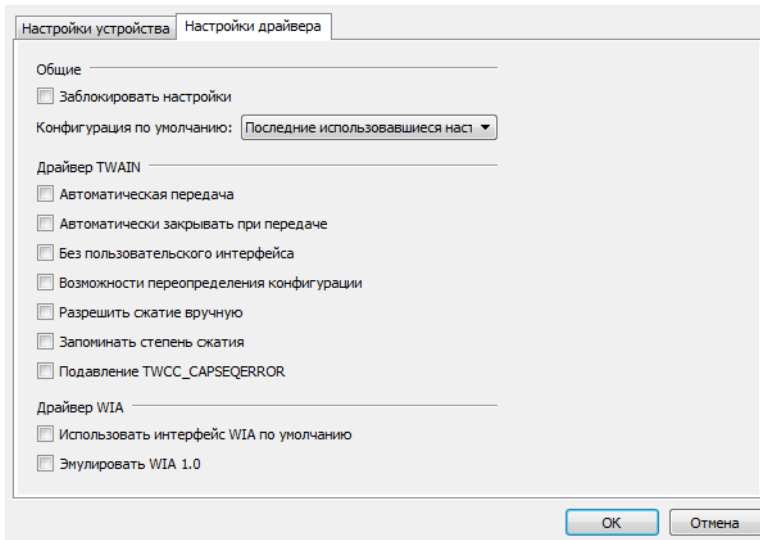 Настройки устройства Настройки драйвера
Общие
Заблокировать настройки
Конфигурация по умолчанию: Последние использовавшиеся наст
Драйвер TWAIN
Автоматическая передача
Автоматически закрывать при передаче
Без пользовательского интерфейса
Возможности переопределения конфигурации
Разрешить сжатие вручную
Запоминать степень сжатия
Подавление TWCC_CAPSEQERROR
Драйвер WIA
Использовать интерфейс WIA по умолчанию
Эмулировать WIA 1.0
ОК Отмена